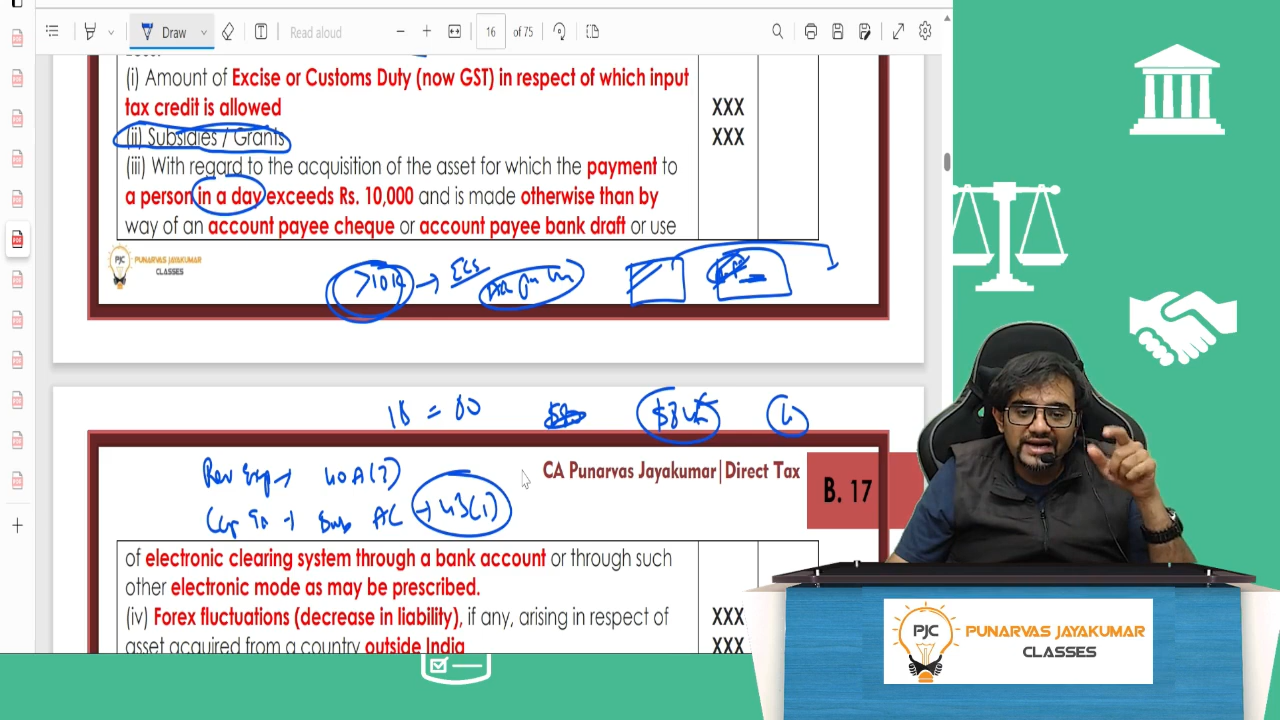 Draw
Read aloud
16 of 75
(i) Amount of Excise or Customs Duty (now GST) in respect of which input
tax credit is allowed
XXX
(ii) Subsidies / Grants
XXX
(iii) With regard to the acquisition of the asset for which the payment to
a person in a day exceeds Rs. 10,000 and is made otherwise than by
way of an account payee cheque or account payee bank draft or use
PJC PUNARVAS JAYAKUMAR
CLASSES
>10k → ECS
CA Punarvas Jayakumar|Direct Tax
B. 17
Rev Exp → 40A(3)
→ 43(1)
of electronic clearing system through a bank account or through such
other electronic mode as may be prescribed.
(iv) Forex fluctuations (decrease in liability), if any, arising in respect of
XXX
asset acquired from a country outside India
XXX
PJC PUNARVAS JAYAKUMAR
CLASSES